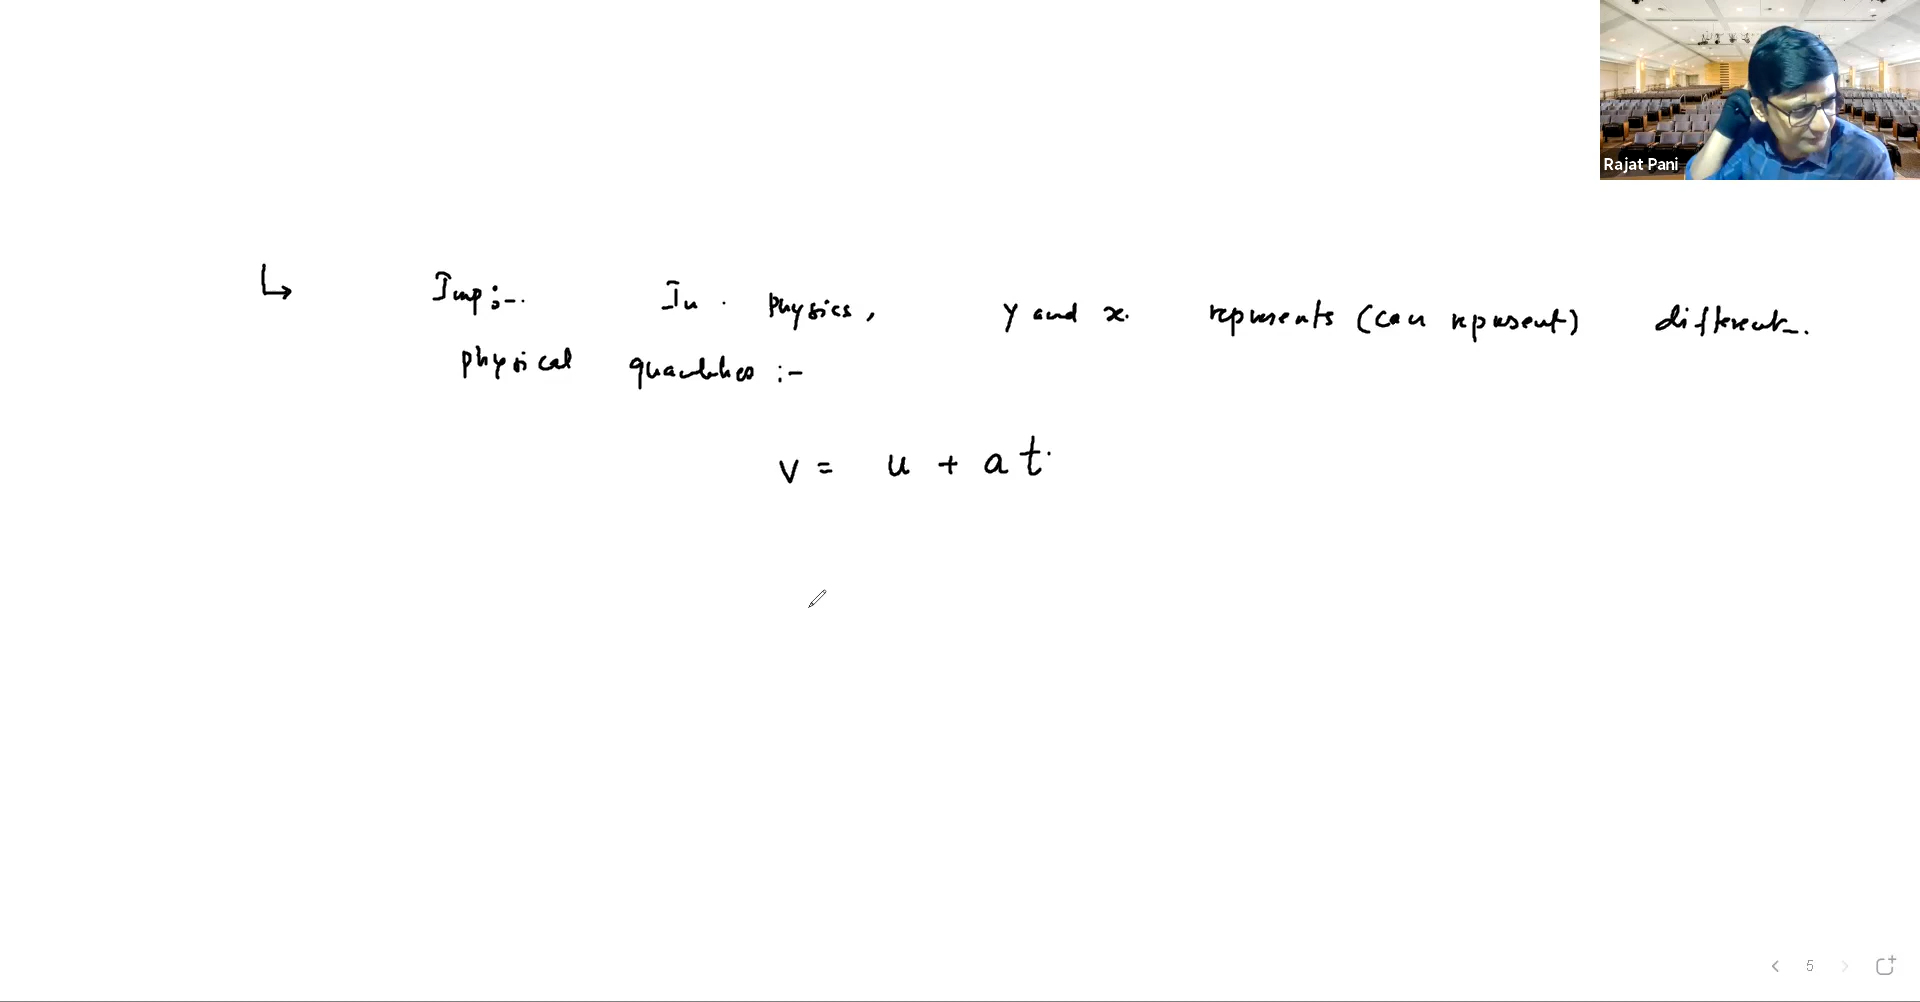 Rajat Pani
↳ Imp:-. In. Physics, y and x. represents (can represent) different.
physical quantities :-
v = u + at.
5